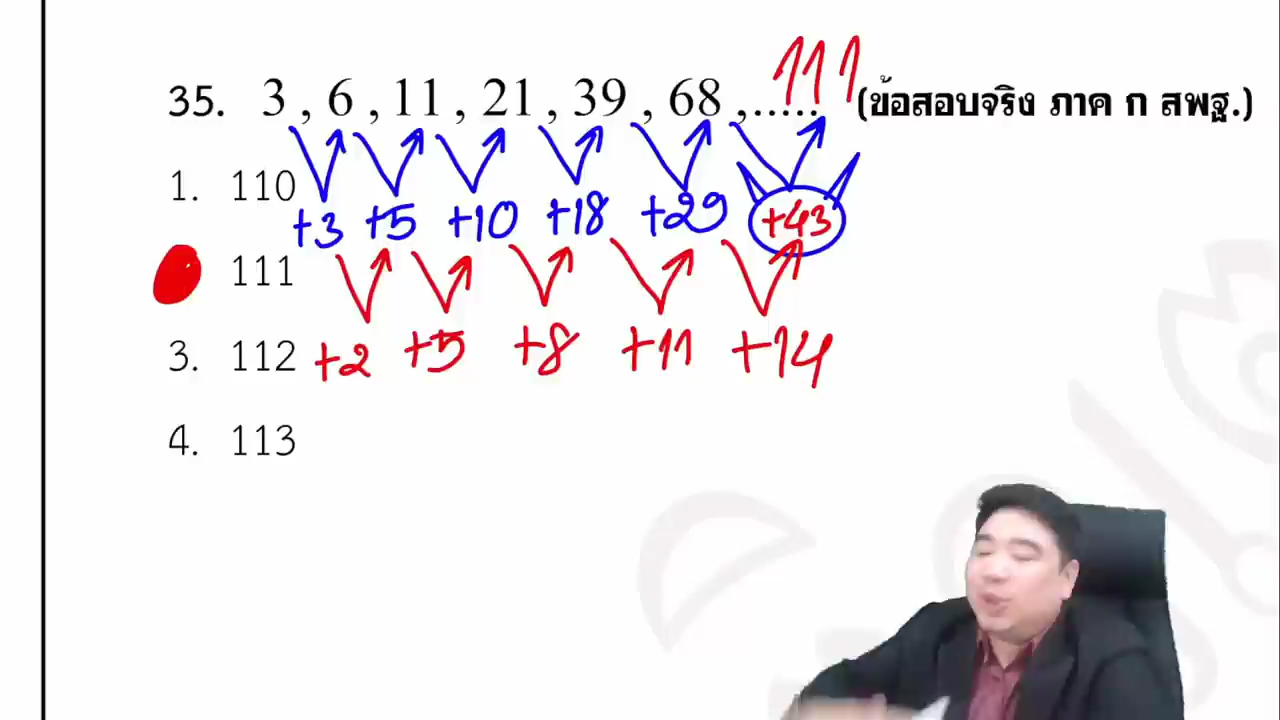 111
35. 3 , 6 , 11 , 21 , 39 , 68 ,...... (ข้อสอบจริง ภาค ก สพฐ.)
1. 110
+3 +5 +10 +18 +29 +43
111
3. 112
+2 +5 +8 +11 +14
4. 113